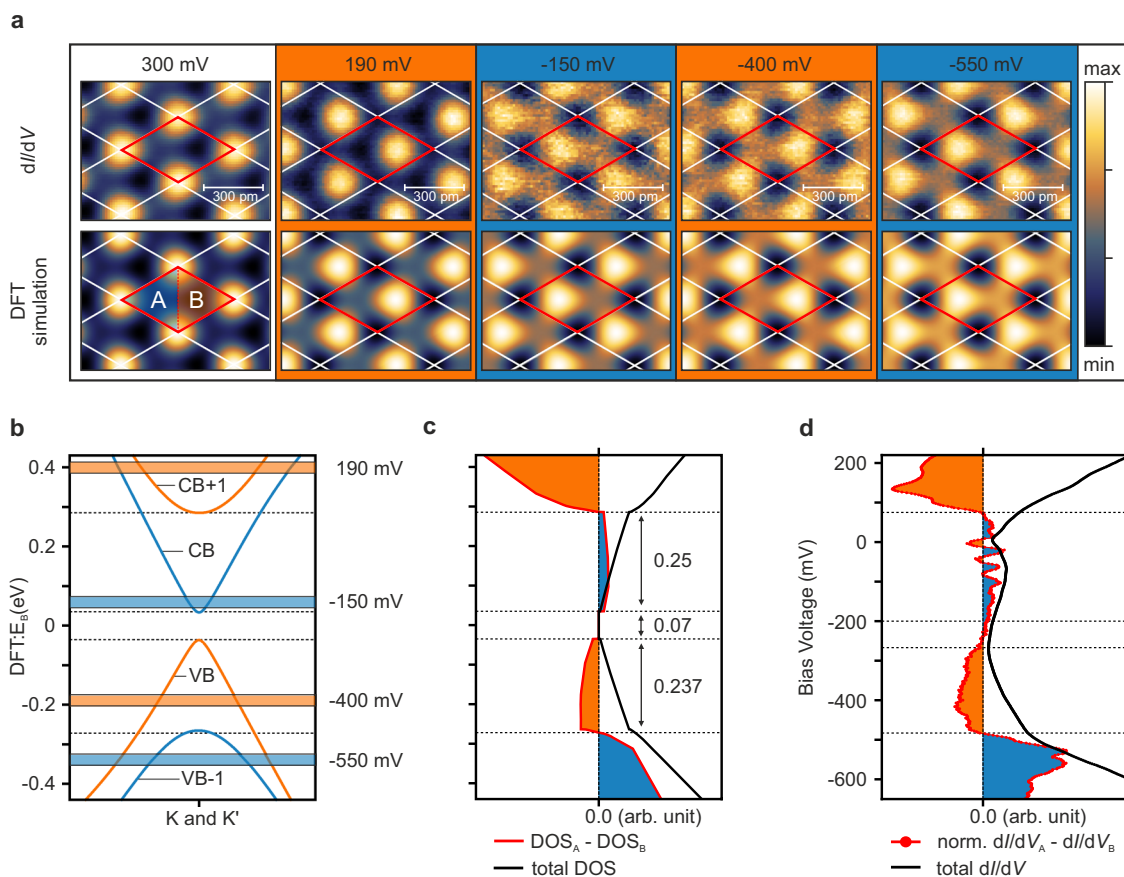 a
300 mV
190 mV
-150 mV
-400 mV
-550 mV
max
dI/dV
300 pm
300 pm
300 pm
300 pm
300 pm
DFT
simulation
A
B
min
b
c
d
DFT:E_B(eV)
0.4
0.2
0
-0.2
-0.4
CB+1
CB
VB
VB-1
K and K'
190 mV
-150 mV
-400 mV
-550 mV
0.25
0.07
0.237
0.0 (arb. unit)
DOS_A - DOS_B
total DOS
Bias Voltage (mV)
200
0
-200
-400
-600
0.0 (arb. unit)
norm. dI/dV_A - dI/dV_B
total dI/dV